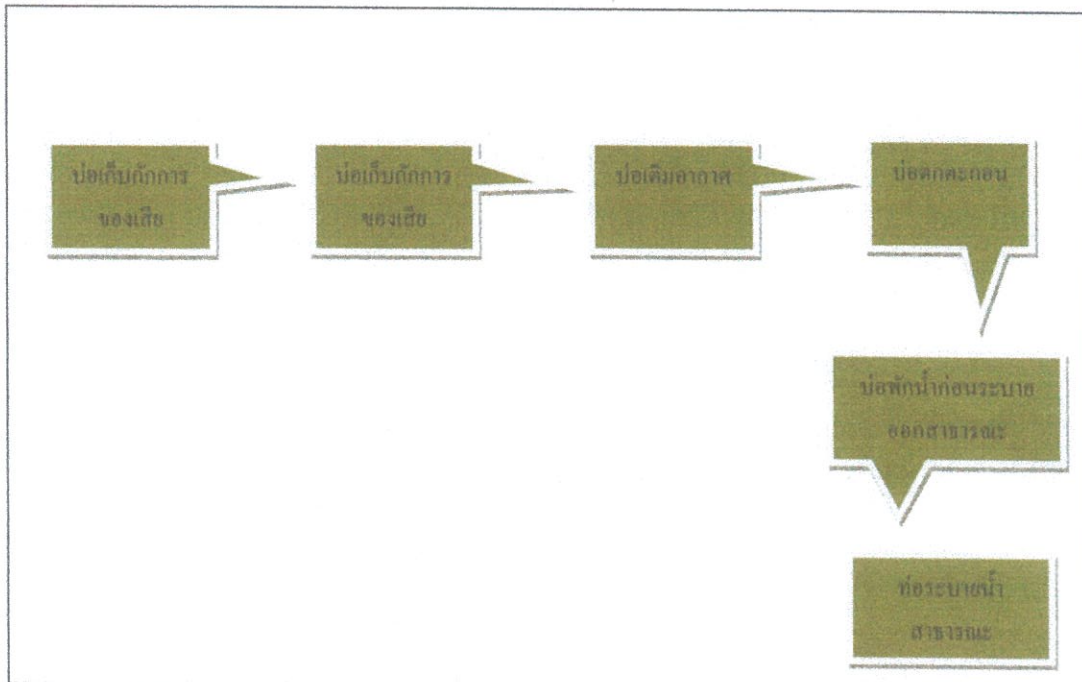 บ่อเก็บกักการ
ของเสีย
บ่อเก็บกักการ
ของเสีย
บ่อเติมอากาศ
บ่อตกตะกอน
บ่อพักน้ำก่อนระบาย
ออกสาธารณะ
ท่อระบายน้ำ
สาธารณะ